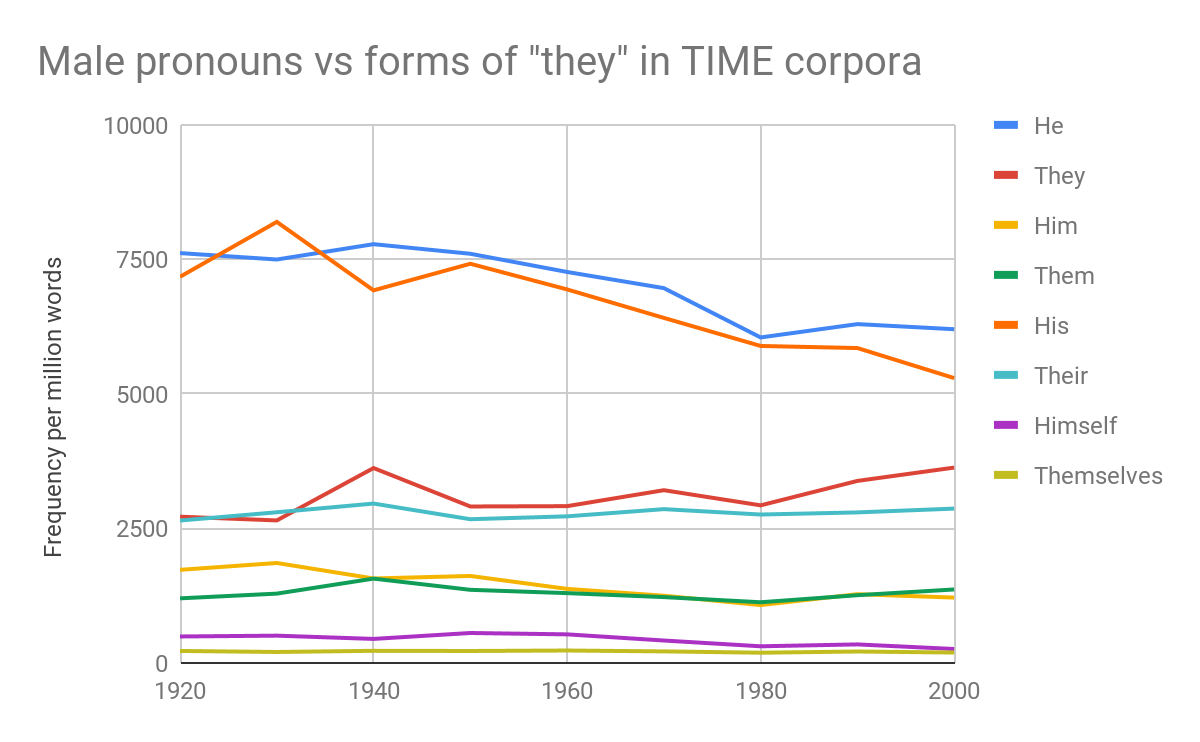 Male pronouns vs forms of "they" in TIME corpora
Frequency per million words
10000
7500
5000
2500
0
1920
1940
1960
1980
2000
He
They
Him
Them
His
Their
Himself
Themselves